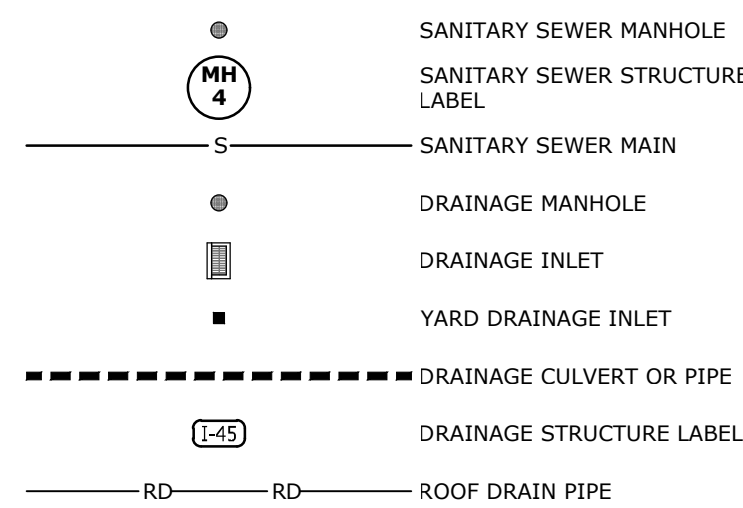 SANITARY SEWER MANHOLE
MH
4
SANITARY SEWER STRUCTURE
LABEL
S
SANITARY SEWER MAIN
DRAINAGE MANHOLE
DRAINAGE INLET
YARD DRAINAGE INLET
DRAINAGE CULVERT OR PIPE
I-45
DRAINAGE STRUCTURE LABEL
RD RD
ROOF DRAIN PIPE